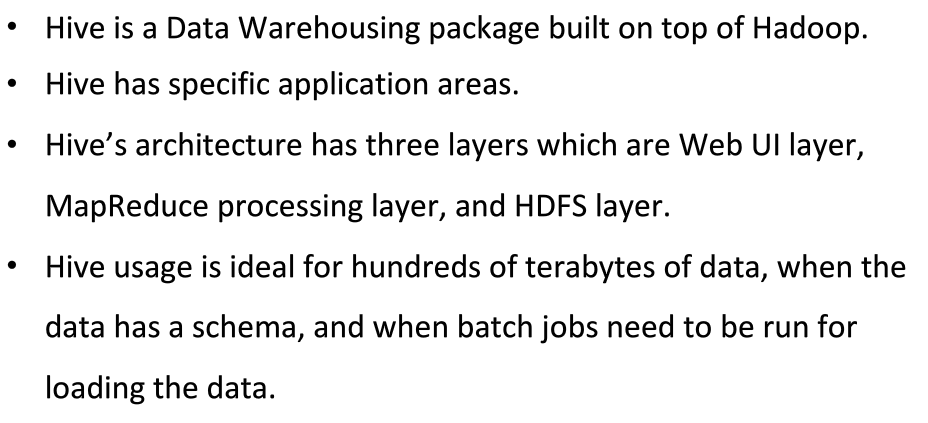 • Hive is a Data Warehousing package built on top of Hadoop.
• Hive has specific application areas.
• Hive’s architecture has three layers which are Web UI layer,
MapReduce processing layer, and HDFS layer.
• Hive usage is ideal for hundreds of terabytes of data, when the
data has a schema, and when batch jobs need to be run for
loading the data.